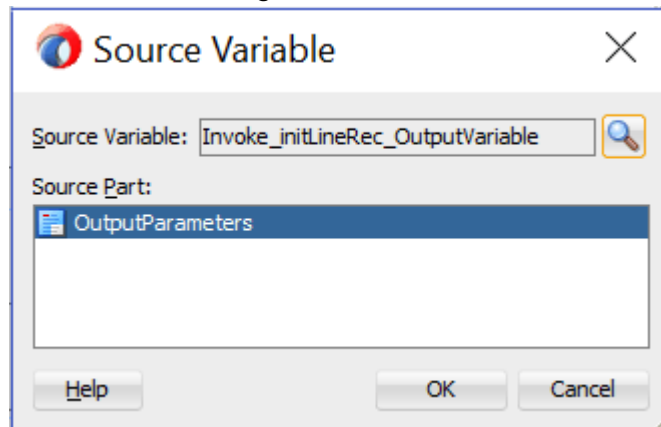 Source Variable
Source Variable: Invoke_initLineRec_OutputVariable
Source Part:
OutputParameters
Help OK Cancel